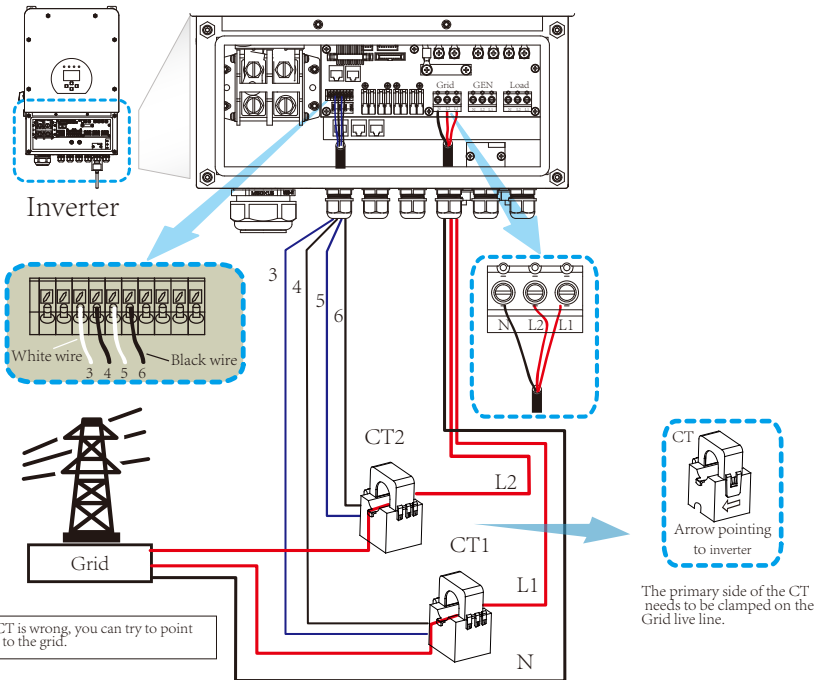 Grid GEN Load
Inverter
3
4
5
6
White wire
Black wire
3 4 5 6
N L2 L1
CT2
L2
CT
Arrow pointing
to inverter
CT1
Grid
L1
The primary side of the CT
needs to be clamped on the
Grid live line.
CT is wrong, you can try to point
to the grid.
N